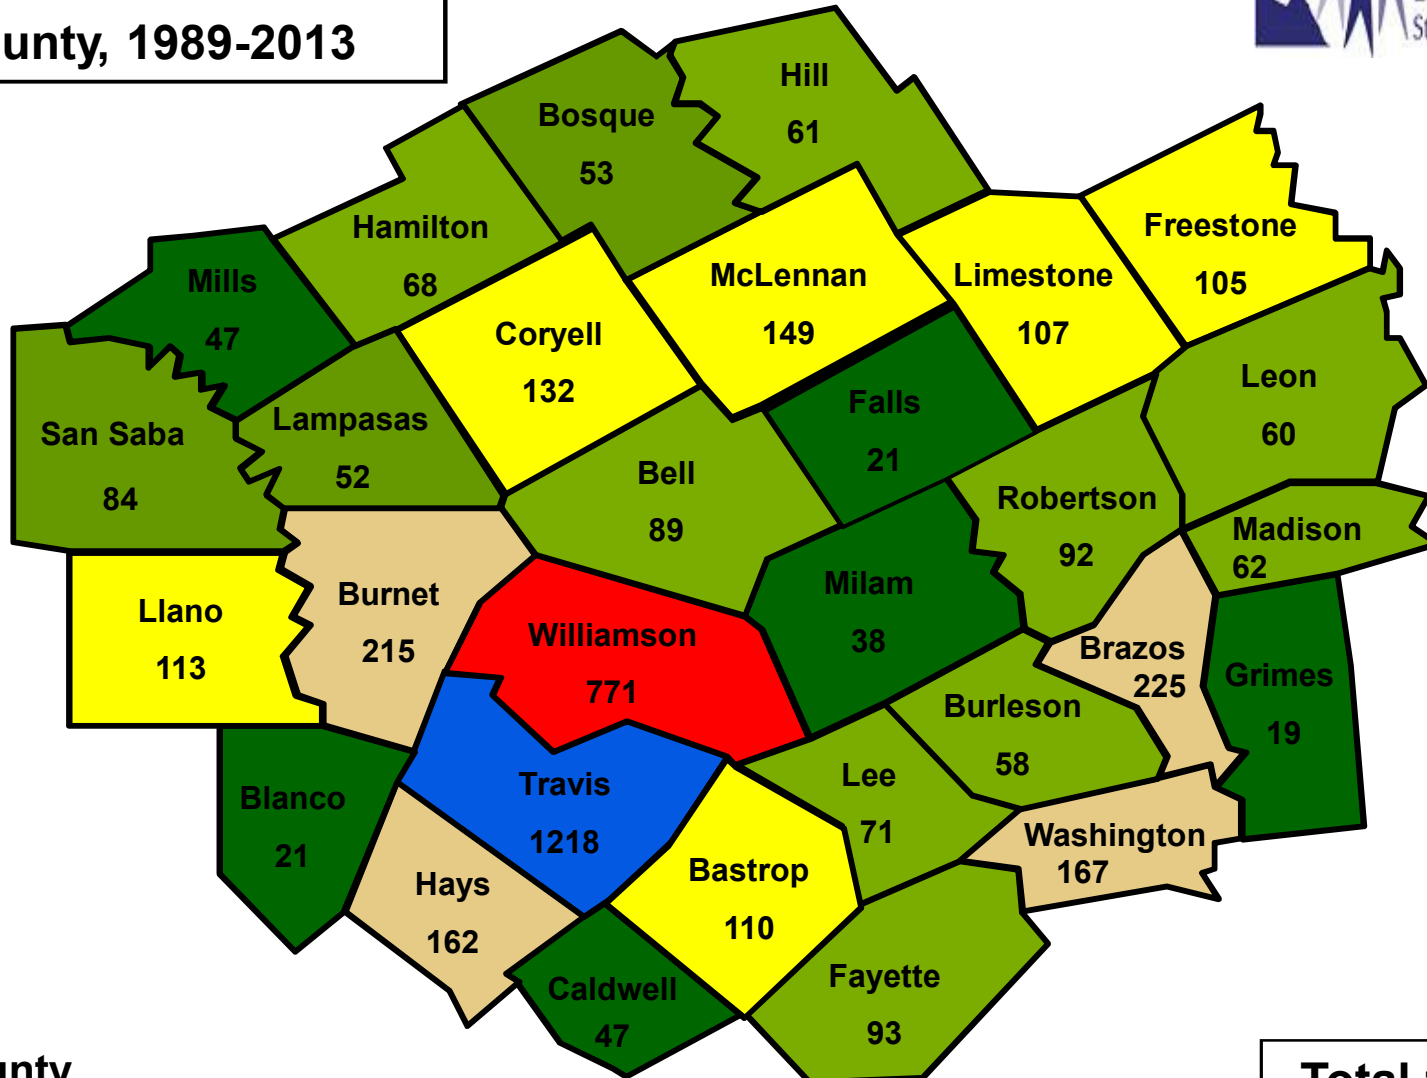 unty, 1989-2013
St
Hill
61
Bosque
53
Hamilton
68
Freestone
105
Mills
47
McLennan
149
Limestone
107
Coryell
132
Leon
60
Falls
21
Lampasas
52
San Saba
84
Bell
89
Robertson
92
Madison
62
Milam
38
Burnet
215
Llano
113
Williamson
771
Brazos
225
Grimes
19
Burleson
58
Travis
1218
Lee
71
Blanco
21
Washington
167
Bastrop
110
Hays
162
Fayette
93
Caldwell
47
unty
Total